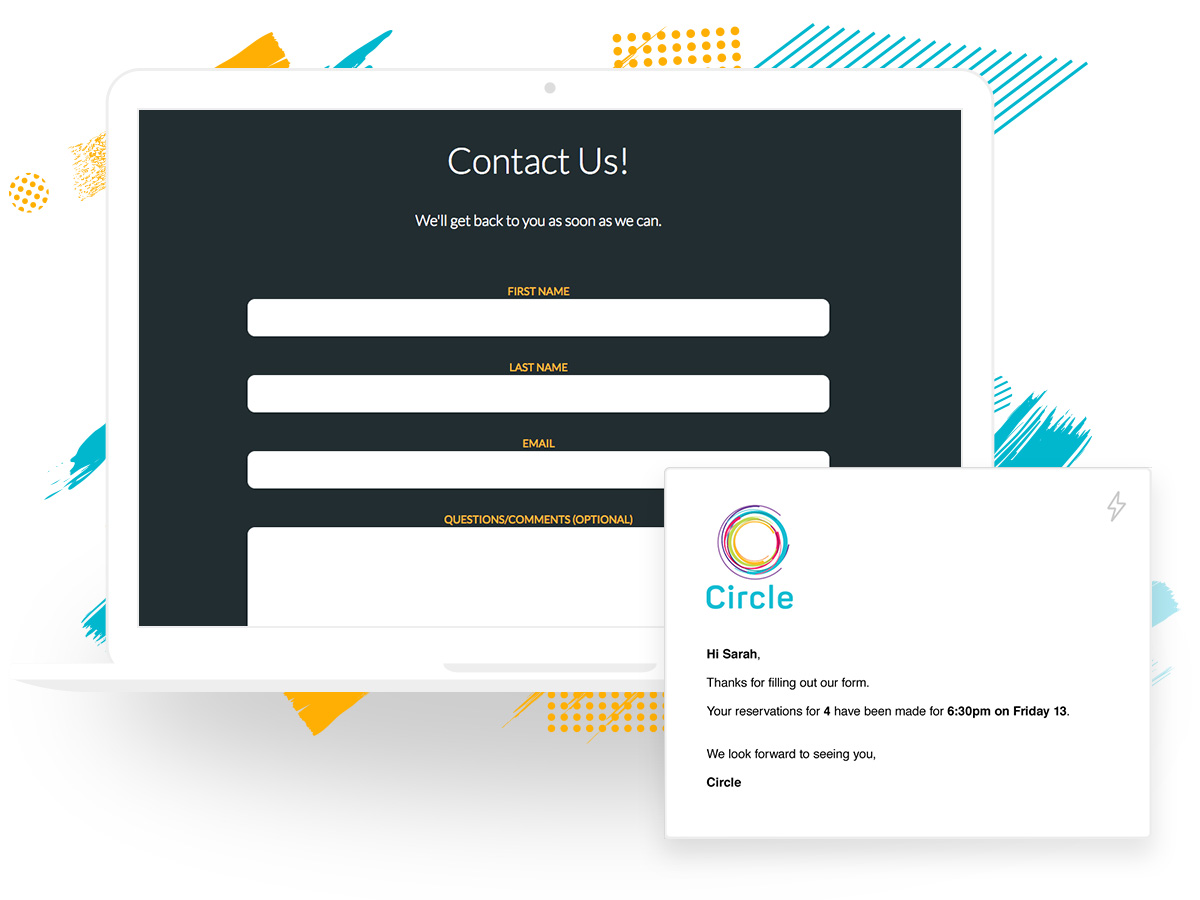 Contact Us!
We'll get back to you as soon as we can.
FIRST NAME
LAST NAME
EMAIL
QUESTIONS/COMMENTS (OPTIONAL)
Circle
Hi Sarah,
Thanks for filling out our form.
Your reservations for 4 have been made for 6:30pm on Friday 13.
We look forward to seeing you,
Circle